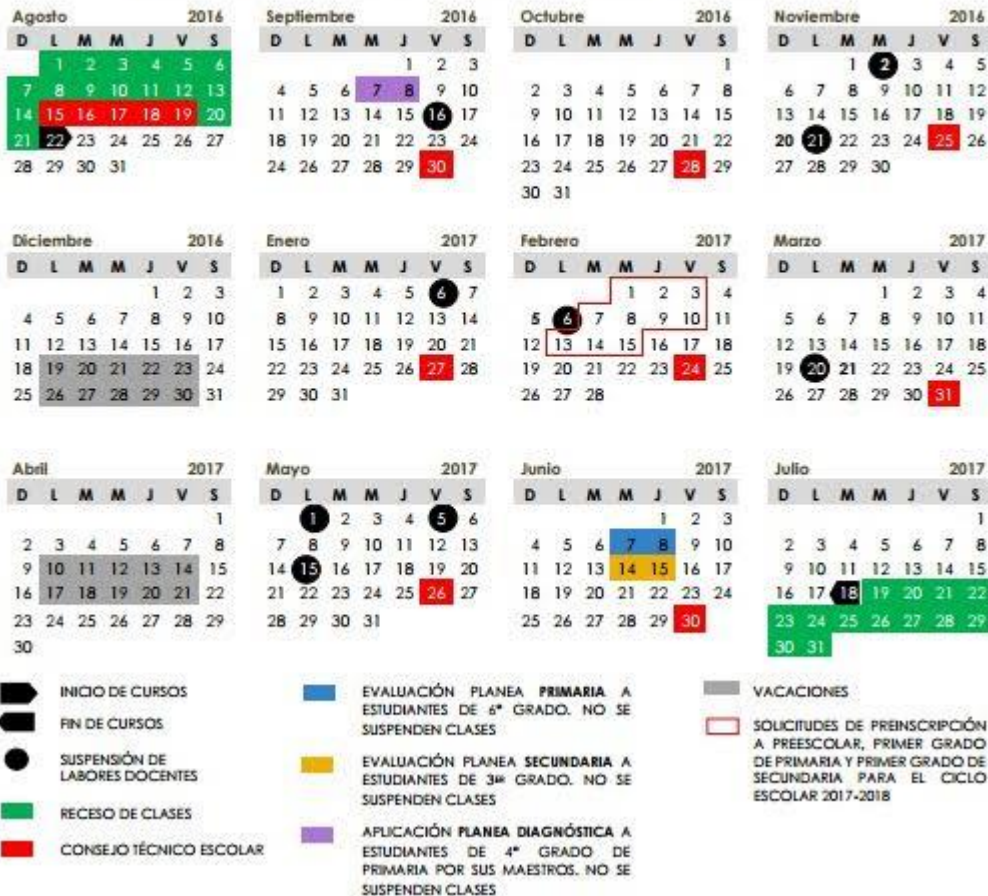 Agosto 2016
D L M M J V S
1 2 3 4 5 6
7 8 9 10 11 12 13
14 15 16 17 18 19 20
21 22 23 24 25 26 27
28 29 30 31
Septiembre 2016
D L M M J V S
1 2 3
4 5 6 7 8 9 10
11 12 13 14 15 16 17
18 19 20 21 22 23 24
24 26 27 28 29 30
Octubre 2016
D L M M J V S
1
2 3 4 5 6 7 8
9 10 11 12 13 14 15
16 17 18 19 20 21 22
23 24 25 26 27 28 29
30 31
Noviembre 2016
D L M M J V S
1 2 3 4 5
6 7 8 9 10 11 12
13 14 15 16 17 18 19
20 21 22 23 24 25 26
27 28 29 30
Diciembre 2016
D L M M J V S
1 2 3
4 5 6 7 8 9 10
11 12 13 14 15 16 17
18 19 20 21 22 23 24
25 26 27 28 29 30 31
Enero 2017
D L M M J V S
1 2 3 4 5 6 7
8 9 10 11 12 13 14
15 16 17 18 19 20 21
22 23 24 25 26 27 28
29 30 31
Febrero 2017
D L M M J V S
1 2 3 4
5 6 7 8 9 10 11
12 13 14 15 16 17 18
19 20 21 22 23 24 25
26 27 28
Marzo 2017
D L M M J V S
1 2 3 4
5 6 7 8 9 10 11
12 13 14 15 16 17 18
19 20 21 22 23 24 25
26 27 28 29 30 31
Abril 2017
D L M M J V S
1
2 3 4 5 6 7 8
9 10 11 12 13 14 15
16 17 18 19 20 21 22
23 24 25 26 27 28 29
30
Mayo 2017
D L M M J V S
1 2 3 4 5 6
7 8 9 10 11 12 13
14 15 16 17 18 19 20
21 22 23 24 25 26 27
28 29 30 31
Junio 2017
D L M M J V S
1 2 3
4 5 6 7 8 9 10
11 12 13 14 15 16 17
18 19 20 21 22 23 24
25 26 27 28 29 30
Julio 2017
D L M M J V S
1
2 3 4 5 6 7 8
9 10 11 12 13 14 15
16 17 18 19 20 21 22
23 24 25 26 27 28 29
30 31
INICIO DE CURSOS
FIN DE CURSOS
SUSPENSIÓN DE
LABORES DOCENTES
RECESO DE CLASES
CONSEJO TÉCNICO ESCOLAR
EVALUACIÓN PLANEA PRIMARIA A
ESTUDIANTES DE 6° GRADO. NO SE
SUSPENDEN CLASES
EVALUACIÓN PLANEA SECUNDARIA A
ESTUDIANTES DE 3ER GRADO. NO SE
SUSPENDEN CLASES
APLICACIÓN PLANEA DIAGNÓSTICA A
ESTUDIANTES DE 4° GRADO DE
PRIMARIA POR SUS MAESTROS. NO SE
SUSPENDEN CLASES
VACACIONES
SOLICITUDES DE PREINSCRIPCIÓN
A PREESCOLAR, PRIMER GRADO
DE PRIMARIA Y PRIMER GRADO DE
SECUNDARIA PARA EL CICLO
ESCOLAR 2017-2018